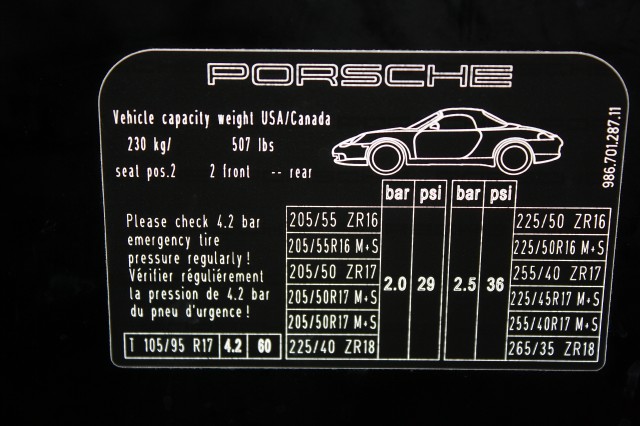 PORSCHE
Vehicle capacity weight USA/Canada
230 kg/ 507 lbs
seat pos.2 2 front -- rear
986.701.287.11
Please check 4.2 bar
emergency tire
pressure regularly!
Vérifier réguliérement
la pression de 4.2 bar
du pneu d'urgence!
T 105/95 R17 4.2 60
bar psi bar psi
205/55 ZR16 225/50 ZR16
205/55R16 M+S 225/50R16 M+S
205/50 ZR17 2.0 29 2.5 36 255/40 ZR17
205/50R17 M+S 225/45R17 M+S
205/50R17 M+S 255/40R17 M+S
225/40 ZR18 265/35 ZR18